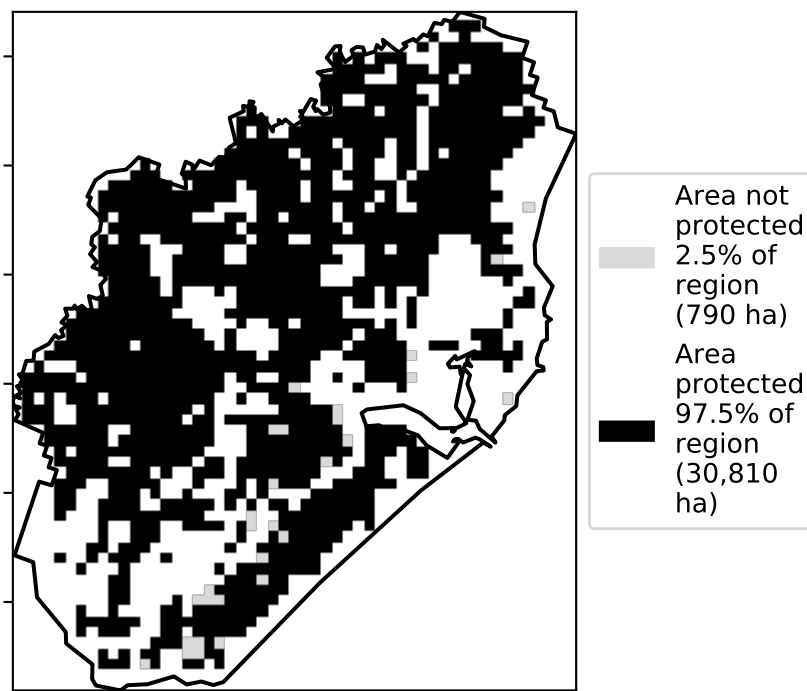 Area not
protected
2.5% of
region
(790 ha)
Area
protected
97.5% of
region
(30,810
ha)